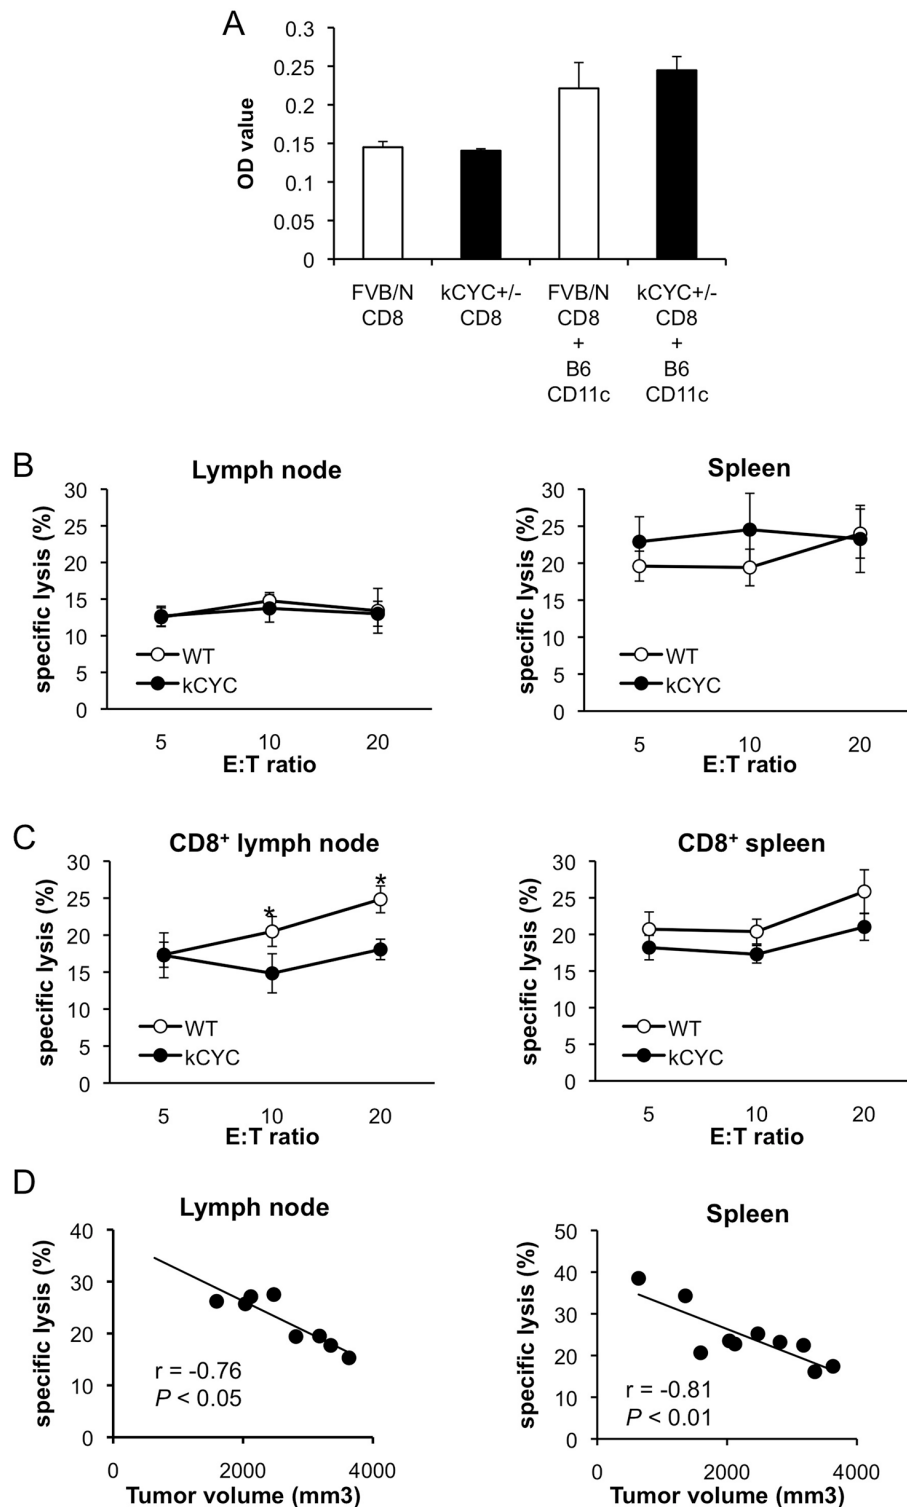 A
0.3
0.25
0.2
0.15
0.1
0.05
0
OD value
FVB/N
CD8
kCYC+/-
CD8
FVB/N
CD8
+
B6
CD11c
kCYC+/-
CD8
+
B6
CD11c
B
Lymph node
30
25
20
15
10
5
0
specific lysis (%)
WT
kCYC
5 10 20
E:T ratio
Spleen
30
25
20
15
10
5
0
specific lysis (%)
WT
kCYC
5 10 20
E:T ratio
C
CD8+ lymph node
30
25
20
15
10
5
0
specific lysis (%)
* *
WT
kCYC
5 10 20
E:T ratio
CD8+ spleen
30
25
20
15
10
5
0
specific lysis (%)
WT
kCYC
5 10 20
E:T ratio
D
Lymph node
40
30
20
10
0
specific lysis (%)
r = -0.76
P < 0.05
0 2000 4000
Tumor volume (mm3)
Spleen
50
40
30
20
10
0
specific lysis (%)
r = -0.81
P < 0.01
0 2000 4000
Tumor volume (mm3)